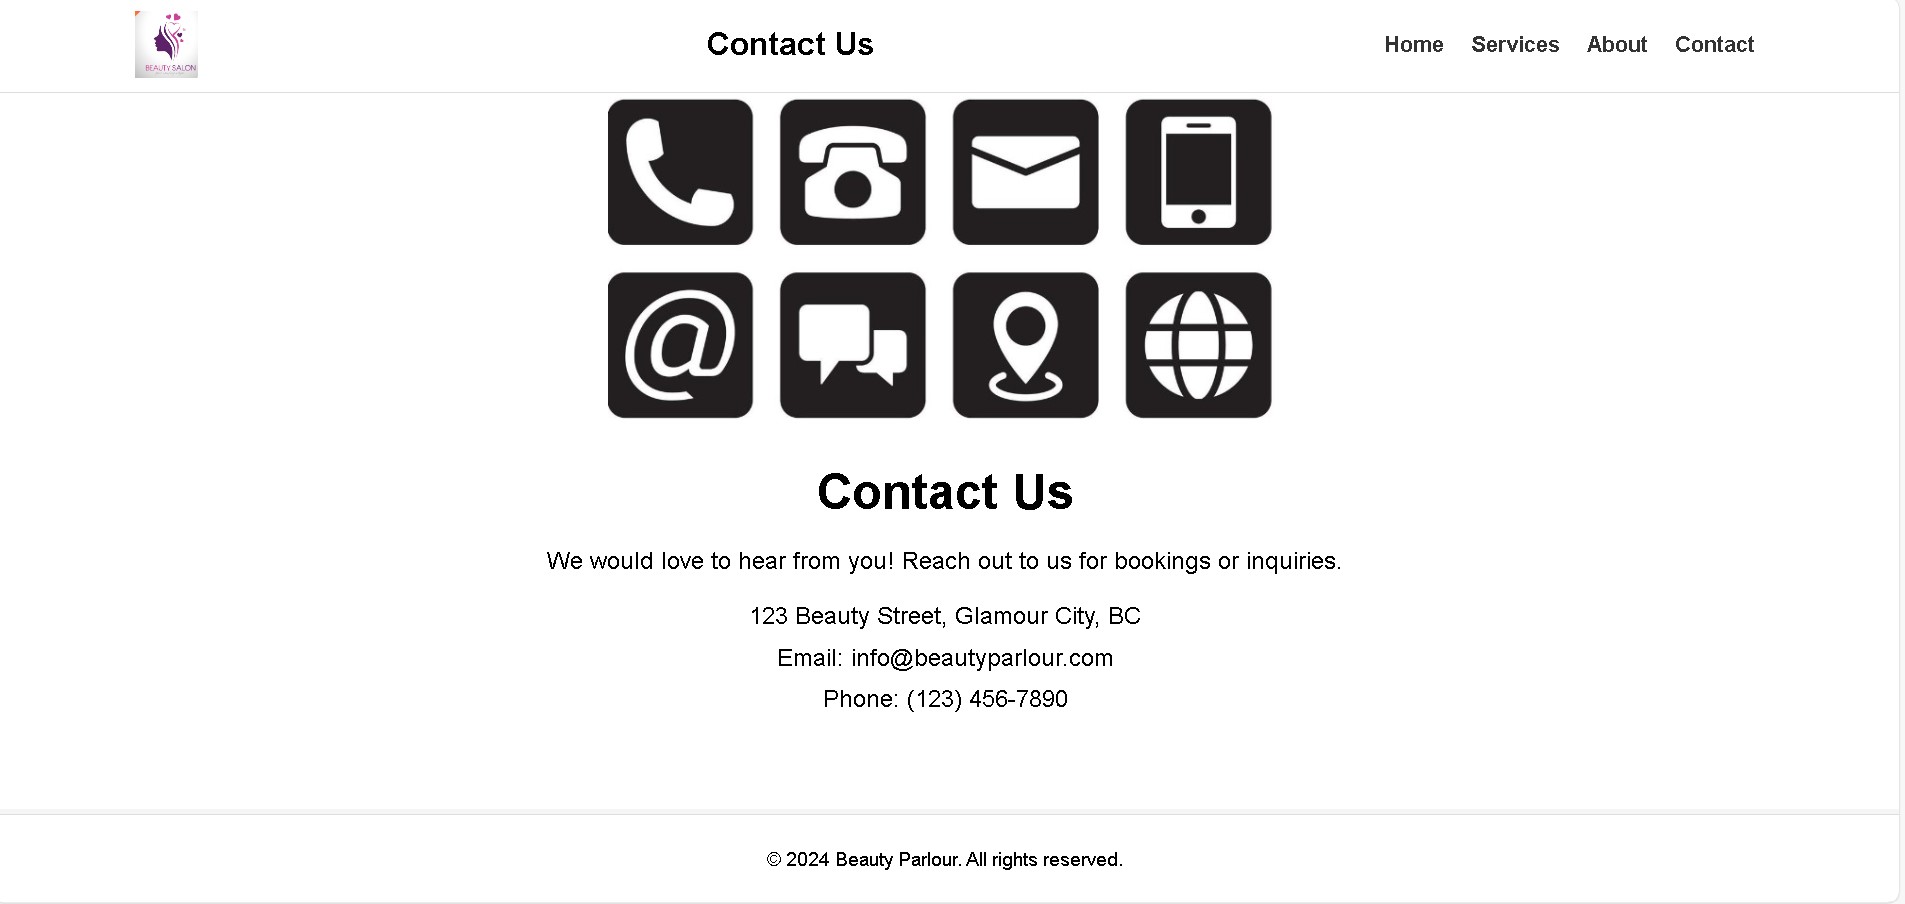 BEAUTY SALON
Contact Us
Home Services About Contact
@
Contact Us
We would love to hear from you! Reach out to us for bookings or inquiries.
123 Beauty Street, Glamour City, BC
Email: info@beautyparlour.com
Phone: (123) 456-7890
© 2024 Beauty Parlour. All rights reserved.